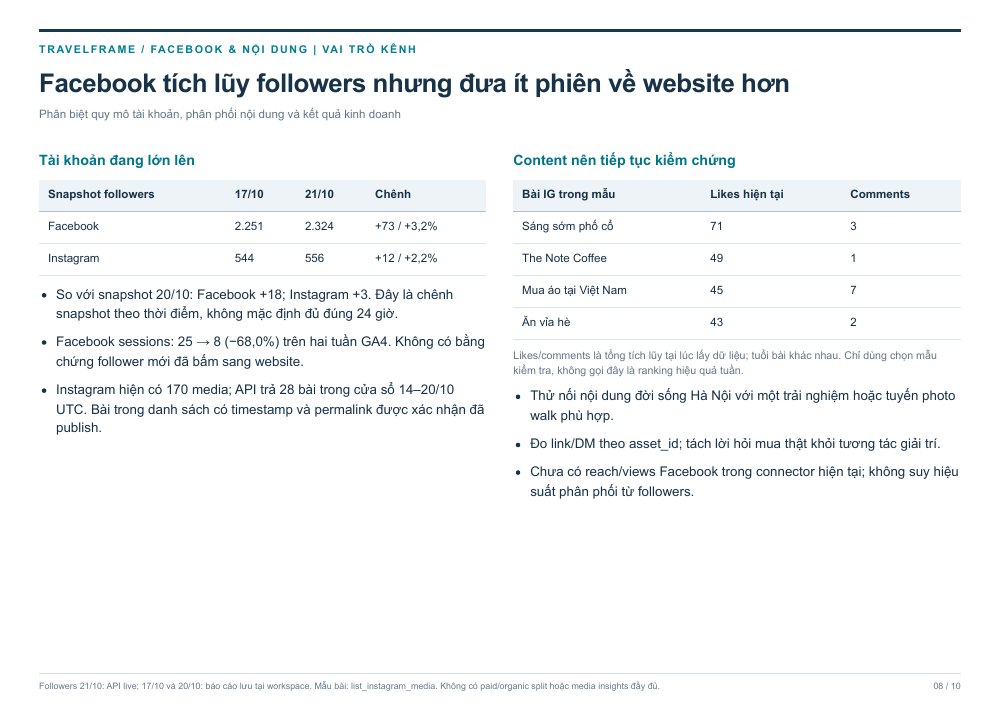 TRAVELFRAME / FACEBOOK & NỘI DUNG | VAI TRÒ KÊNH
Facebook tích lũy followers nhưng đưa ít phiên về website hơn
Phân biệt quy mô tài khoản, phân phối nội dung và kết quả kinh doanh
Tài khoản đang lớn lên
Snapshot followers 17/10 21/10 Chênh
Facebook 2.251 2.324 +73 / +3,2%
Instagram 544 556 +12 / +2,2%
• So với snapshot 20/10: Facebook +18; Instagram +3. Đây là chênh
snapshot theo thời điểm, không mặc định đủ đúng 24 giờ.
• Facebook sessions: 25 → 8 (−68,0%) trên hai tuần GA4. Không có bằng
chứng follower mới đã bấm sang website.
• Instagram hiện có 170 media; API trả 28 bài trong cửa sổ 14–20/10
UTC. Bài trong danh sách có timestamp và permalink được xác nhận đã
publish.
Content nên tiếp tục kiểm chứng
Bài IG trong mẫu Likes hiện tại Comments
Sáng sớm phố cổ 71 3
The Note Coffee 49 1
Mua áo tại Việt Nam 45 7
Ăn vỉa hè 43 2
Likes/comments là tổng tích lũy tại lúc lấy dữ liệu; tuổi bài khác nhau. Chỉ dùng chọn mẫu
kiểm tra, không gọi đây là ranking hiệu quả tuần.
• Thử nối nội dung đời sống Hà Nội với một trải nghiệm hoặc tuyến photo
walk phù hợp.
• Đo link/DM theo asset_id; tách lời hỏi mua thật khỏi tương tác giải trí.
• Chưa có reach/views Facebook trong connector hiện tại; không suy hiệu
suất phân phối từ followers.
Followers 21/10: API live; 17/10 và 20/10: báo cáo lưu tại workspace. Mẫu bài: list_instagram_media. Không có paid/organic split hoặc media insights đầy đủ.
08 / 10